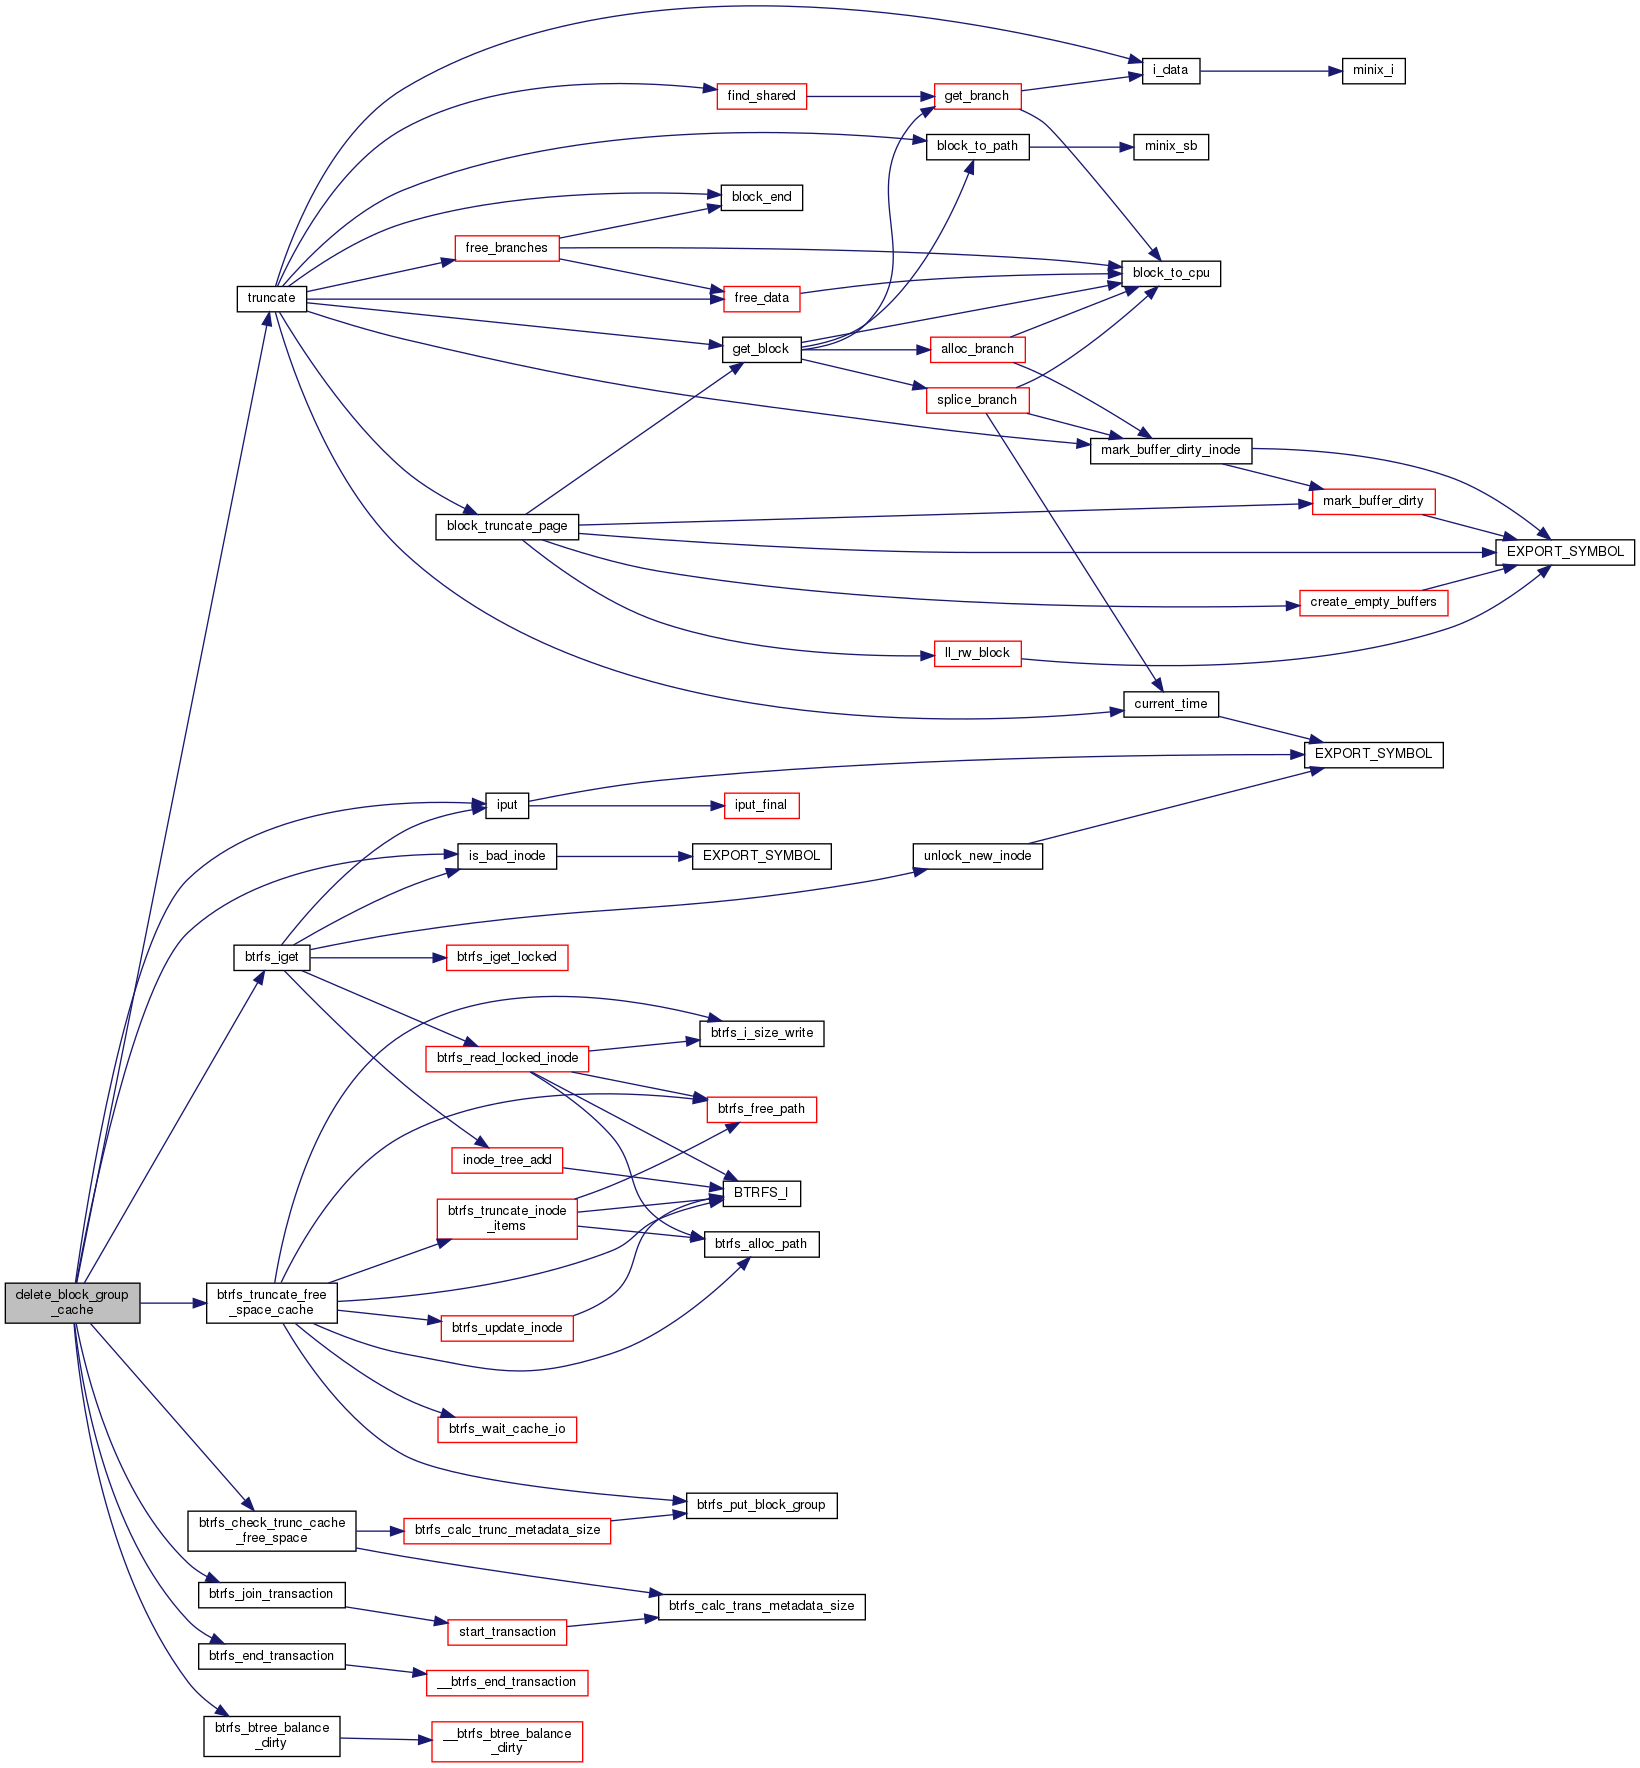 i_data
minix_i
find_shared
get_branch
block_to_path
minix_sb
block_end
free_branches
block_to_cpu
truncate
free_data
get_block
alloc_branch
splice_branch
mark_buffer_dirty_inode
mark_buffer_dirty
block_truncate_page
EXPORT_SYMBOL
create_empty_buffers
ll_rw_block
current_time
EXPORT_SYMBOL
iput
iput_final
is_bad_inode
EXPORT_SYMBOL
unlock_new_inode
btrfs_iget
btrfs_iget_locked
btrfs_i_size_write
btrfs_read_locked_inode
btrfs_free_path
inode_tree_add
BTRFS_I
btrfs_truncate_inode
_items
btrfs_alloc_path
delete_block_group
_cache
btrfs_truncate_free
_space_cache
btrfs_update_inode
btrfs_wait_cache_io
btrfs_put_block_group
btrfs_check_trunc_cache
_free_space
btrfs_calc_trunc_metadata_size
btrfs_join_transaction
btrfs_calc_trans_metadata_size
start_transaction
btrfs_end_transaction
__btrfs_end_transaction
btrfs_btree_balance
_dirty
__btrfs_btree_balance
_dirty